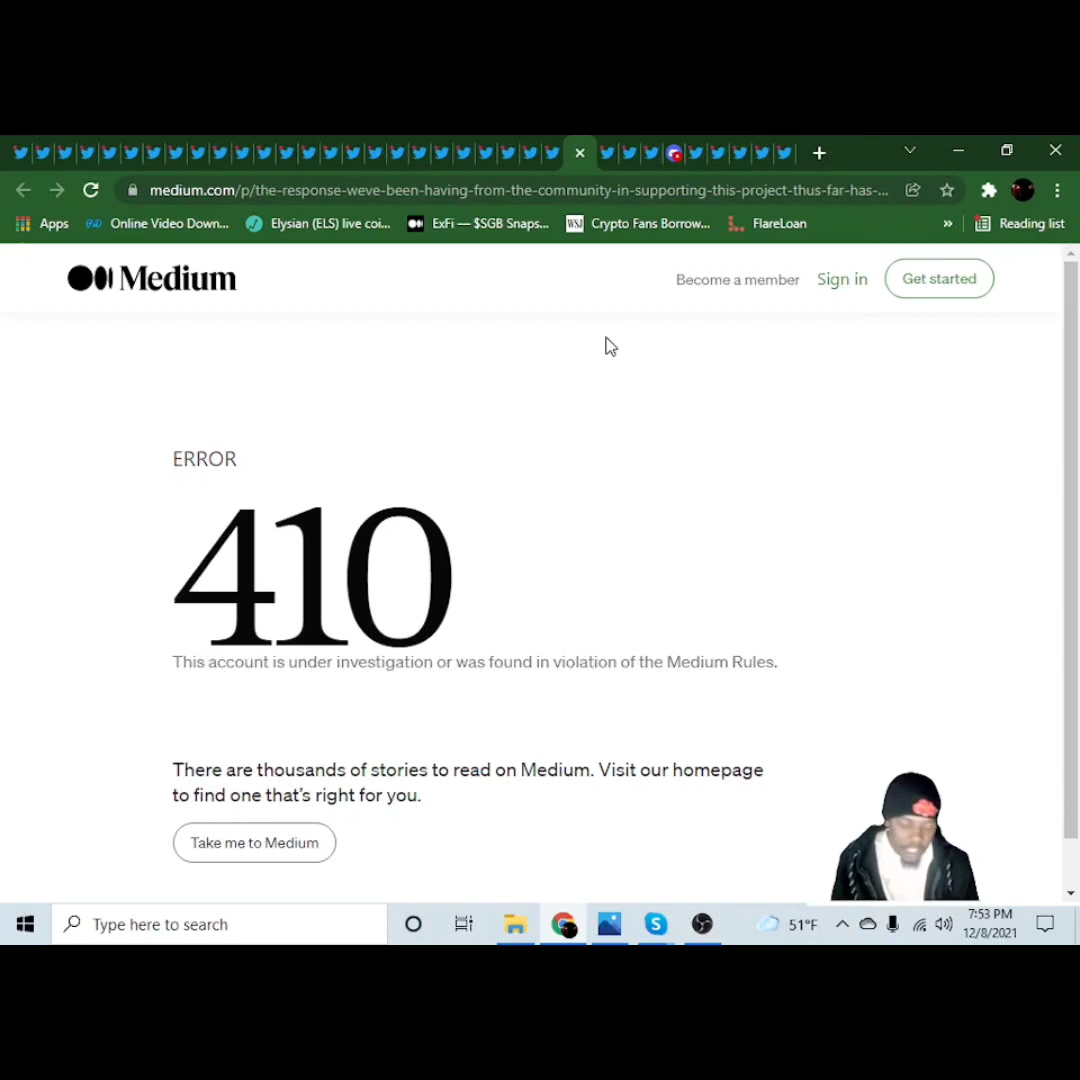 medium.com/p/the-response-weve-been-having-from-the-community-in-supporting-this-project-thus-far-has-...
Apps
Online Video Down...
Elysian (ELS) live coi...
ExFi — $SGB Snaps...
WSJ
Crypto Fans Borrow...
FlareLoan
»
Reading list
Medium
Become a member
Sign in
Get started
ERROR
410
This account is under investigation or was found in violation of the Medium Rules.
There are thousands of stories to read on Medium. Visit our homepage
to find one that's right for you.
Take me to Medium
Type here to search
51°F
7:53 PM
12/8/2021